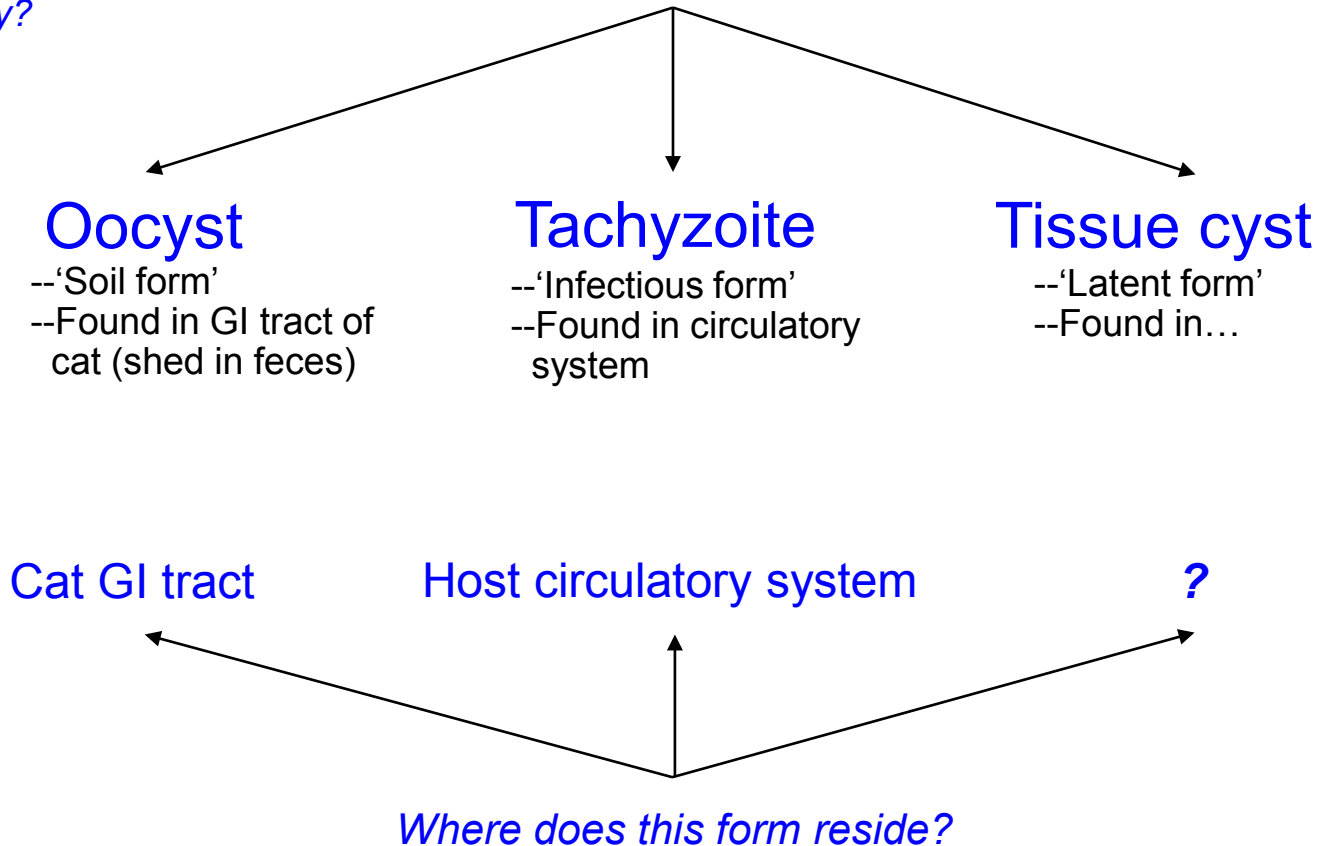 y?
Oocyst
--‘Soil form’
--Found in GI tract of
cat (shed in feces)
Tachyzoite
--‘Infectious form’
--Found in circulatory
system
Tissue cyst
--‘Latent form’
--Found in…
Cat GI tract
Host circulatory system
?
Where does this form reside?